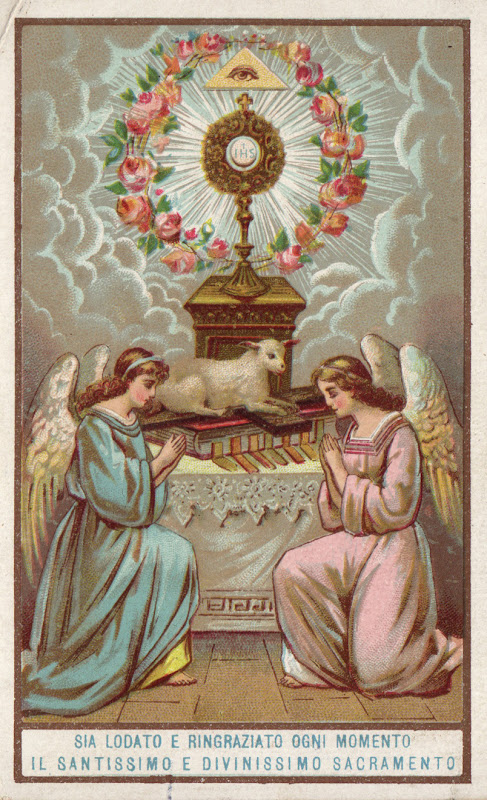 IHS
SIA LODATO E RINGRAZIATO OGNI MOMENTO
IL SANTISSIMO E DIVINISSIMO SACRAMENTO